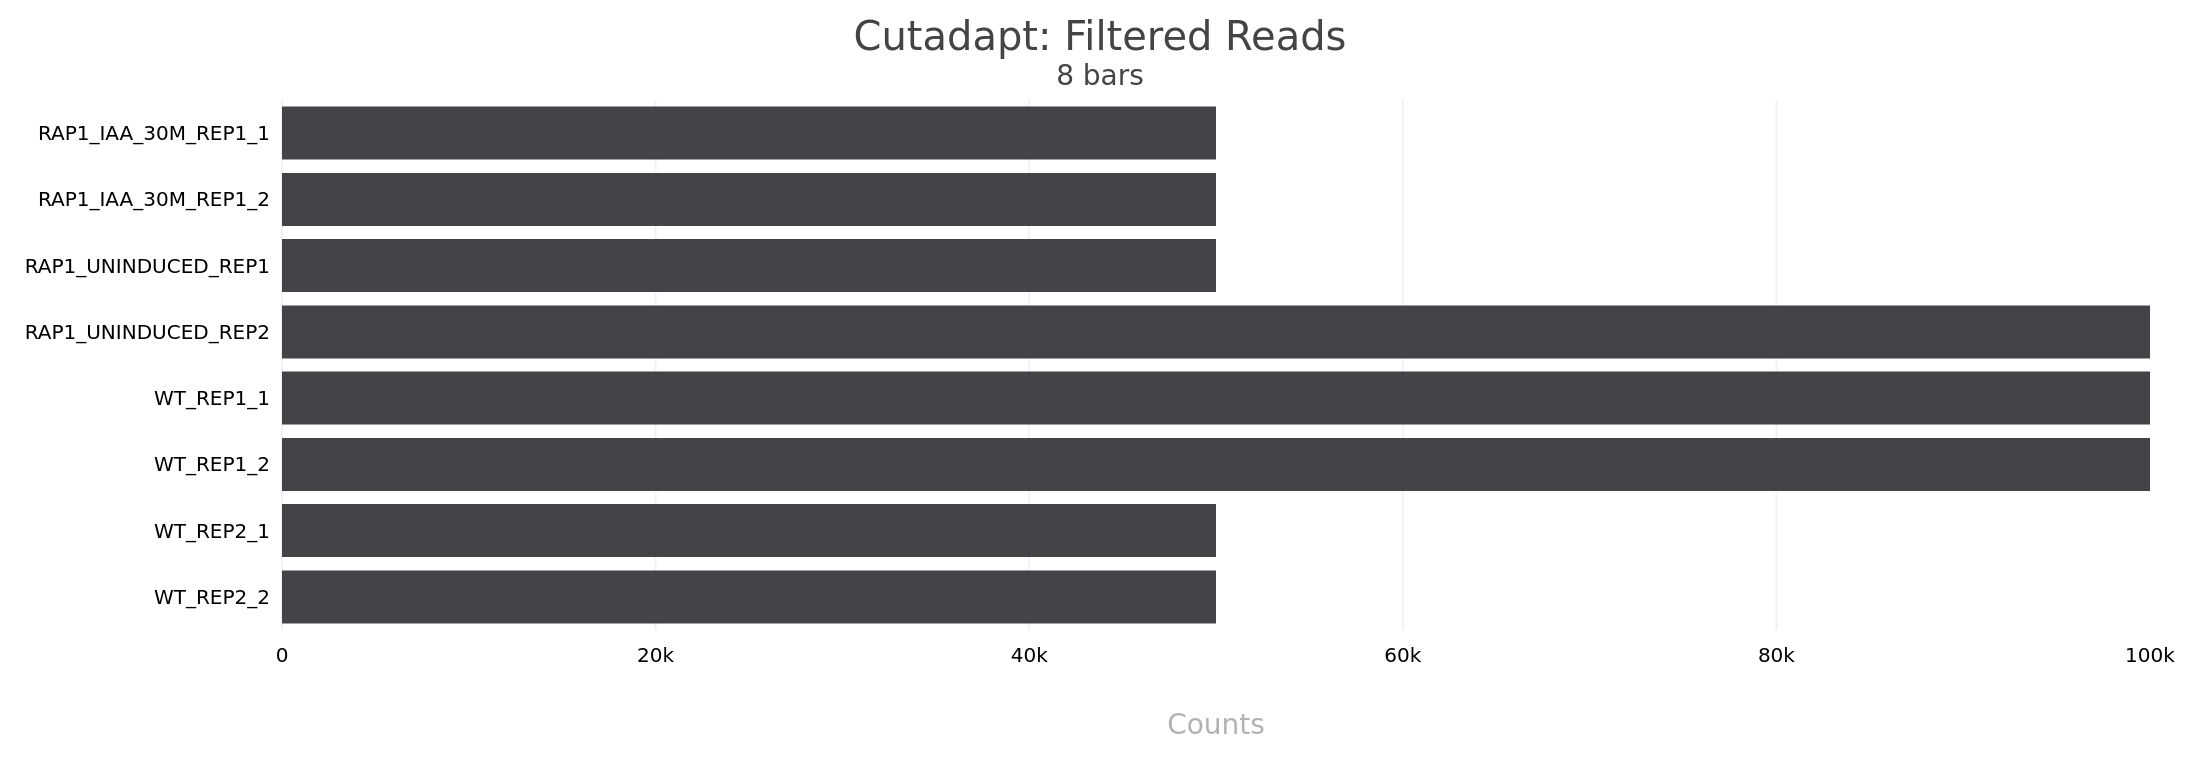 Cutadapt: Filtered Reads
8 bars
RAP1_IAA_30M_REP1_1
RAP1_IAA_30M_REP1_2
RAP1_UNINDUCED_REP1
RAP1_UNINDUCED_REP2
WT_REP1_1
WT_REP1_2
WT_REP2_1
WT_REP2_2
0 20k 40k 60k 80k 100k
Counts